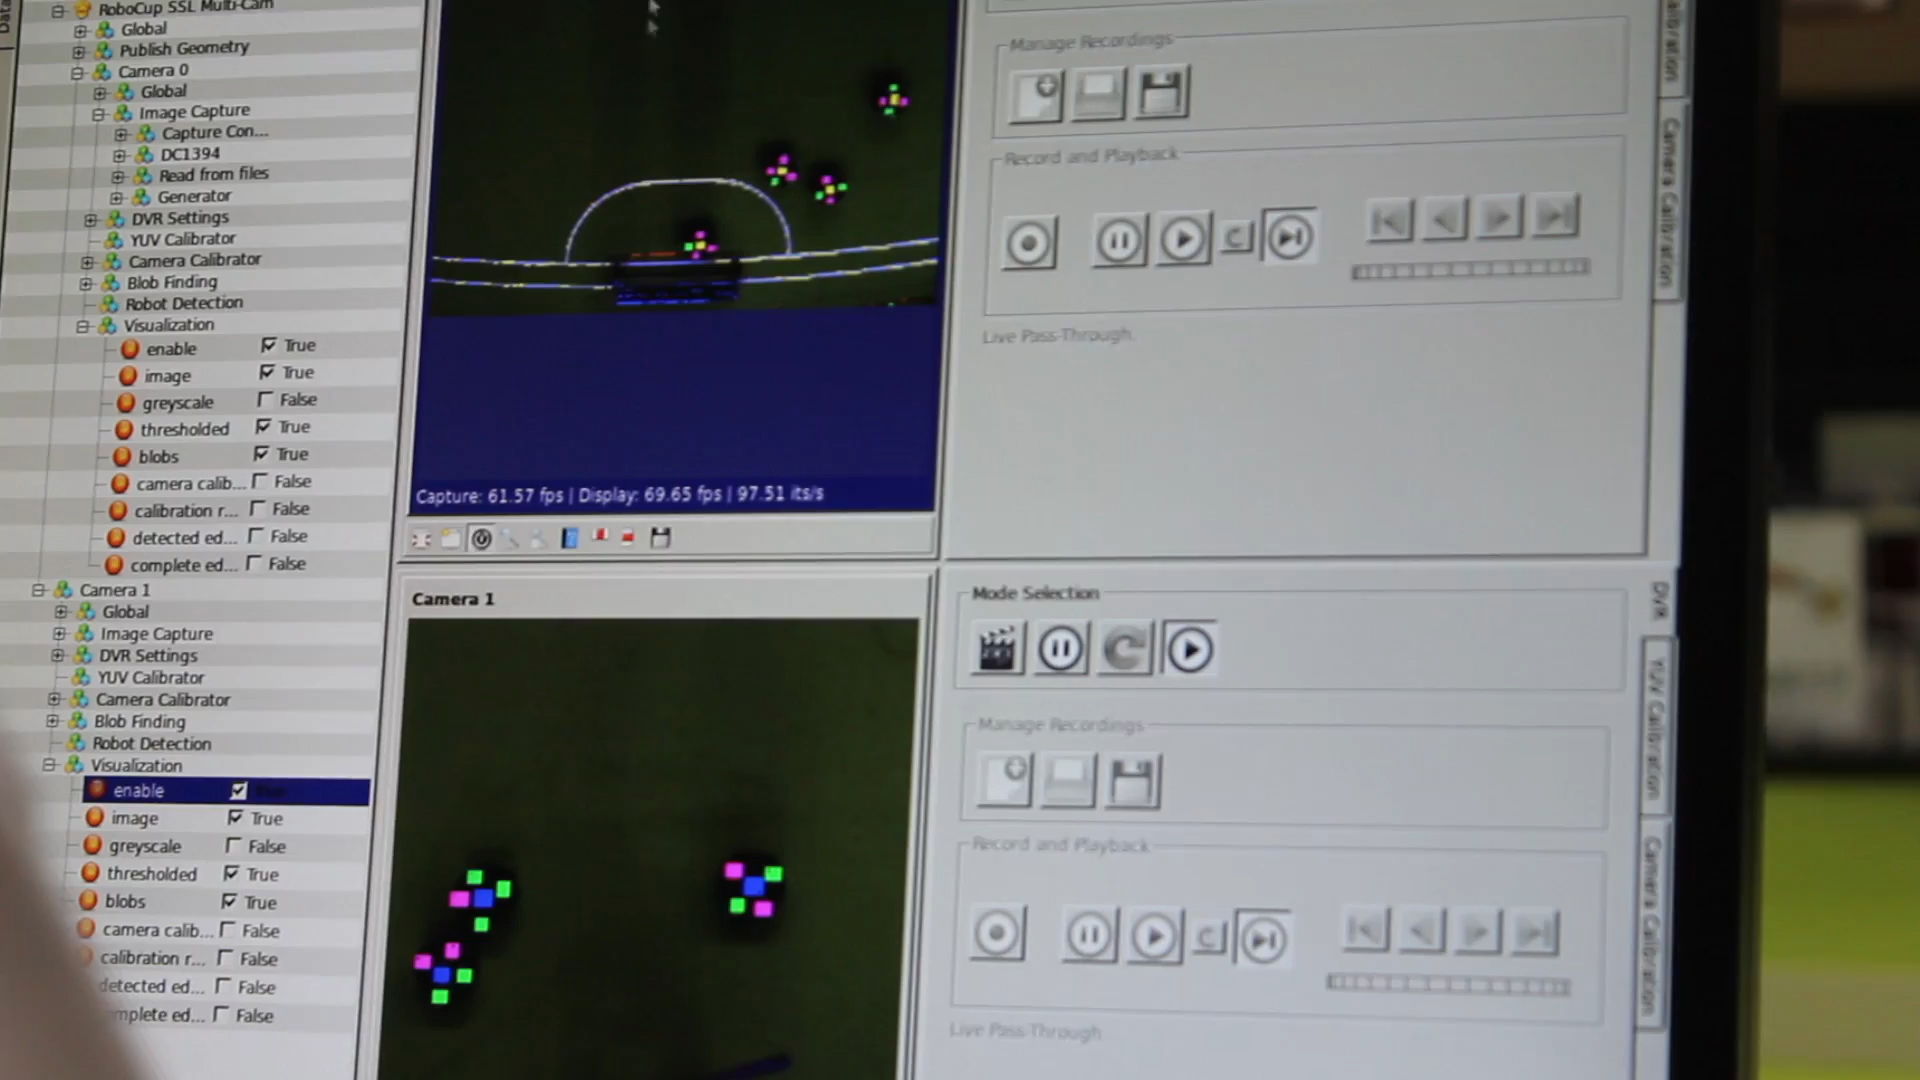 RoboCup SSL Multi-Cam
Global
Publish Geometry
Camera 0
Global
Image Capture
Capture Con...
DC1394
Read from files
Generator
DVR Settings
YUV Calibrator
Camera Calibrator
Blob Finding
Robot Detection
Visualization
enable True
image True
greyscale False
thresholded True
blobs True
camera calib... False
calibration r... False
detected ed... False
complete ed... False
Camera 1
Global
Image Capture
DVR Settings
YUV Calibrator
Camera Calibrator
Blob Finding
Robot Detection
Visualization
enable
image True
greyscale False
thresholded True
blobs True
camera calib... False
calibration r... False
detected ed... False
mplete ed... False
Capture: 61.57 fps | Display: 69.65 fps | 97.51 its/s
Camera 1
Manage Recordings
Record and Playback
Live Pass-Through.
Camera Calibration
Mode Selection
Manage Recordings
Record and Playback
Live Pass-Through
DVR
YUV Calibration
Camera Calibration